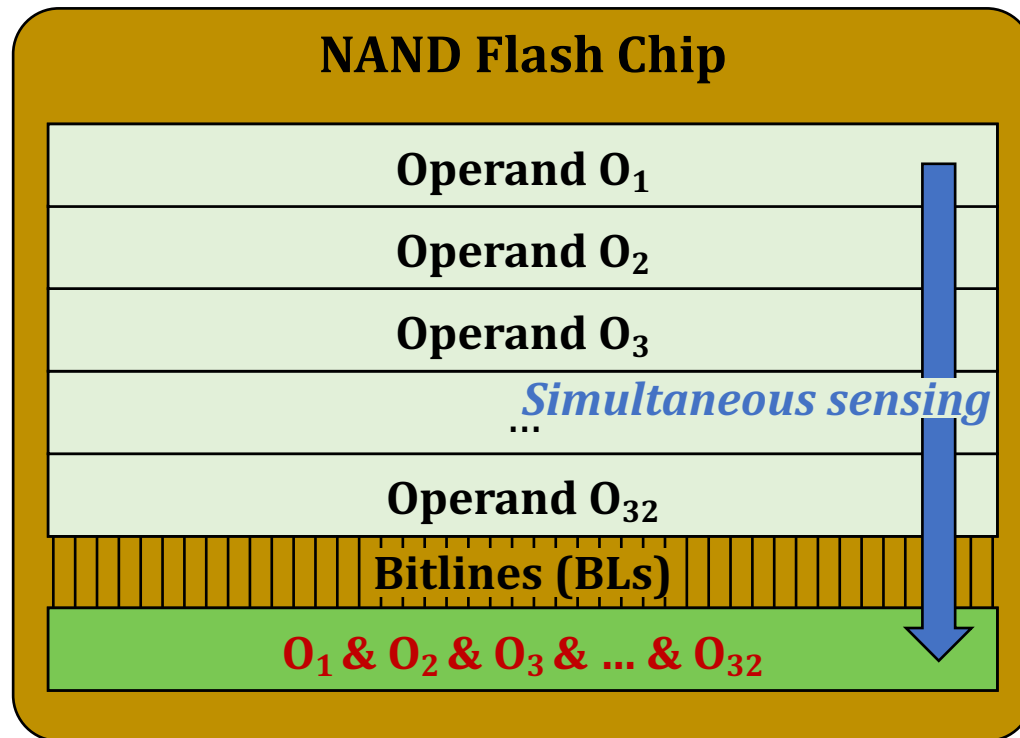 NAND Flash Chip
Operand O₁
Operand O₂
Operand O₃
Simultaneous sensing
...
Operand O₃₂
Bitlines (BLs)
O₁ & O₂ & O₃ & ... & O₃₂